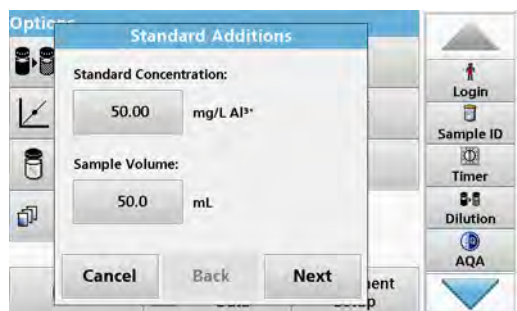 Options
Standard Additions
Standard Concentration:
50.00 mg/L Al³⁺
Sample Volume:
50.0 mL
Cancel Back Next
Login
Sample ID
Timer
Dilution
AQA